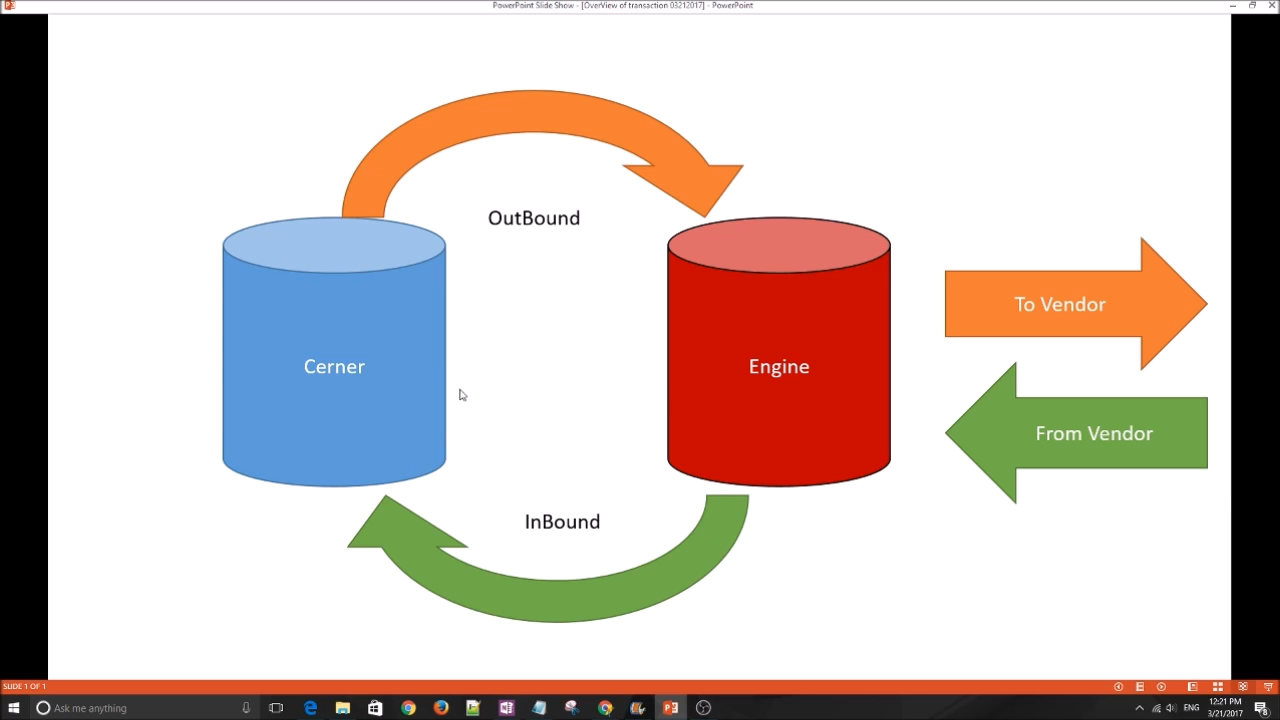 PowerPoint Slide Show - [OverView of transaction 03212017] - PowerPoint
OutBound
Cerner
Engine
To Vendor
From Vendor
InBound
SLIDE 1 OF 1
Ask me anything
ENG
12:21 PM
3/21/2017